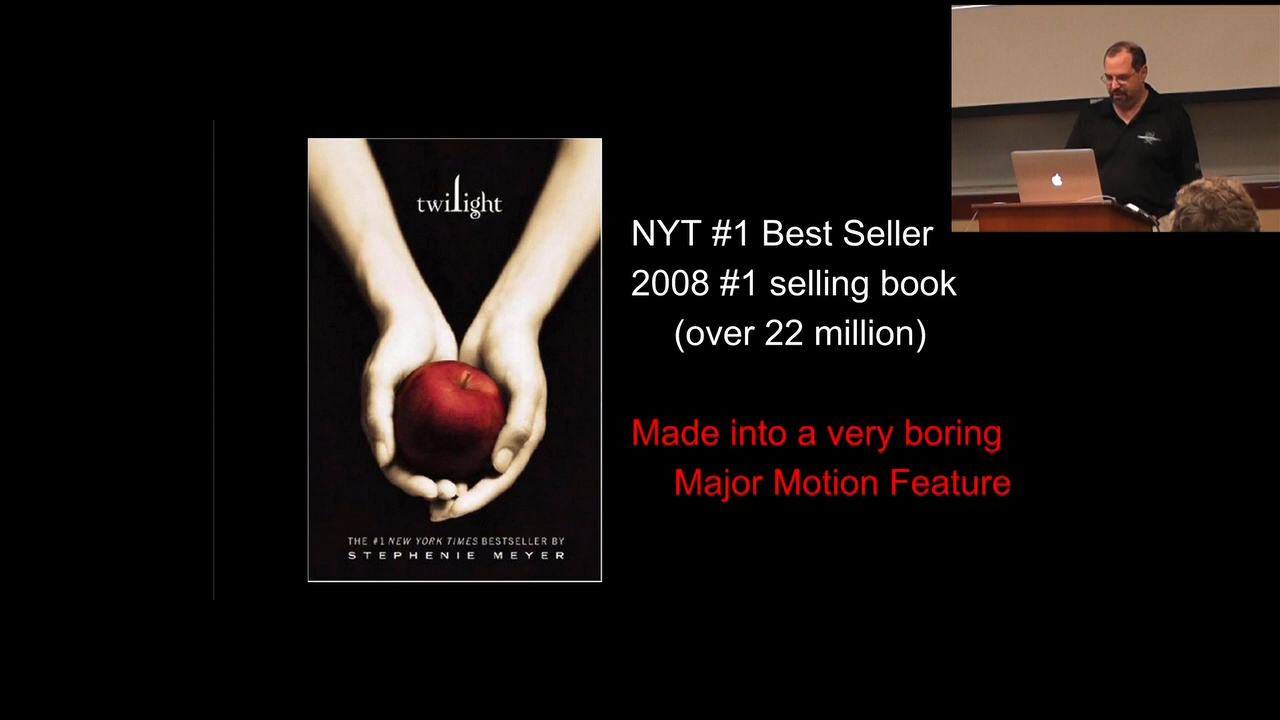 twilight
THE #1 NEW YORK TIMES BESTSELLER BY
STEPHENIE MEYER
NYT #1 Best Seller
2008 #1 selling book
(over 22 million)
Made into a very boring
Major Motion Feature